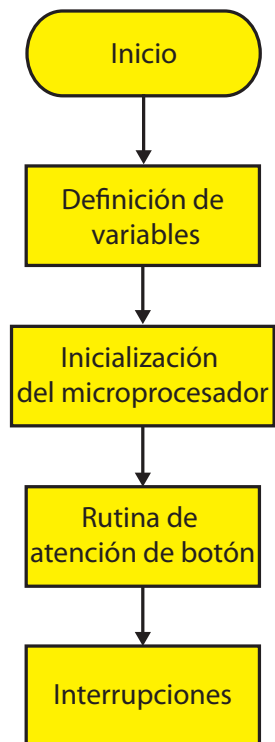 Inicio
Definición de
variables
Inicialización
del microprocesador
Rutina de
atención de botón
Interrupciones